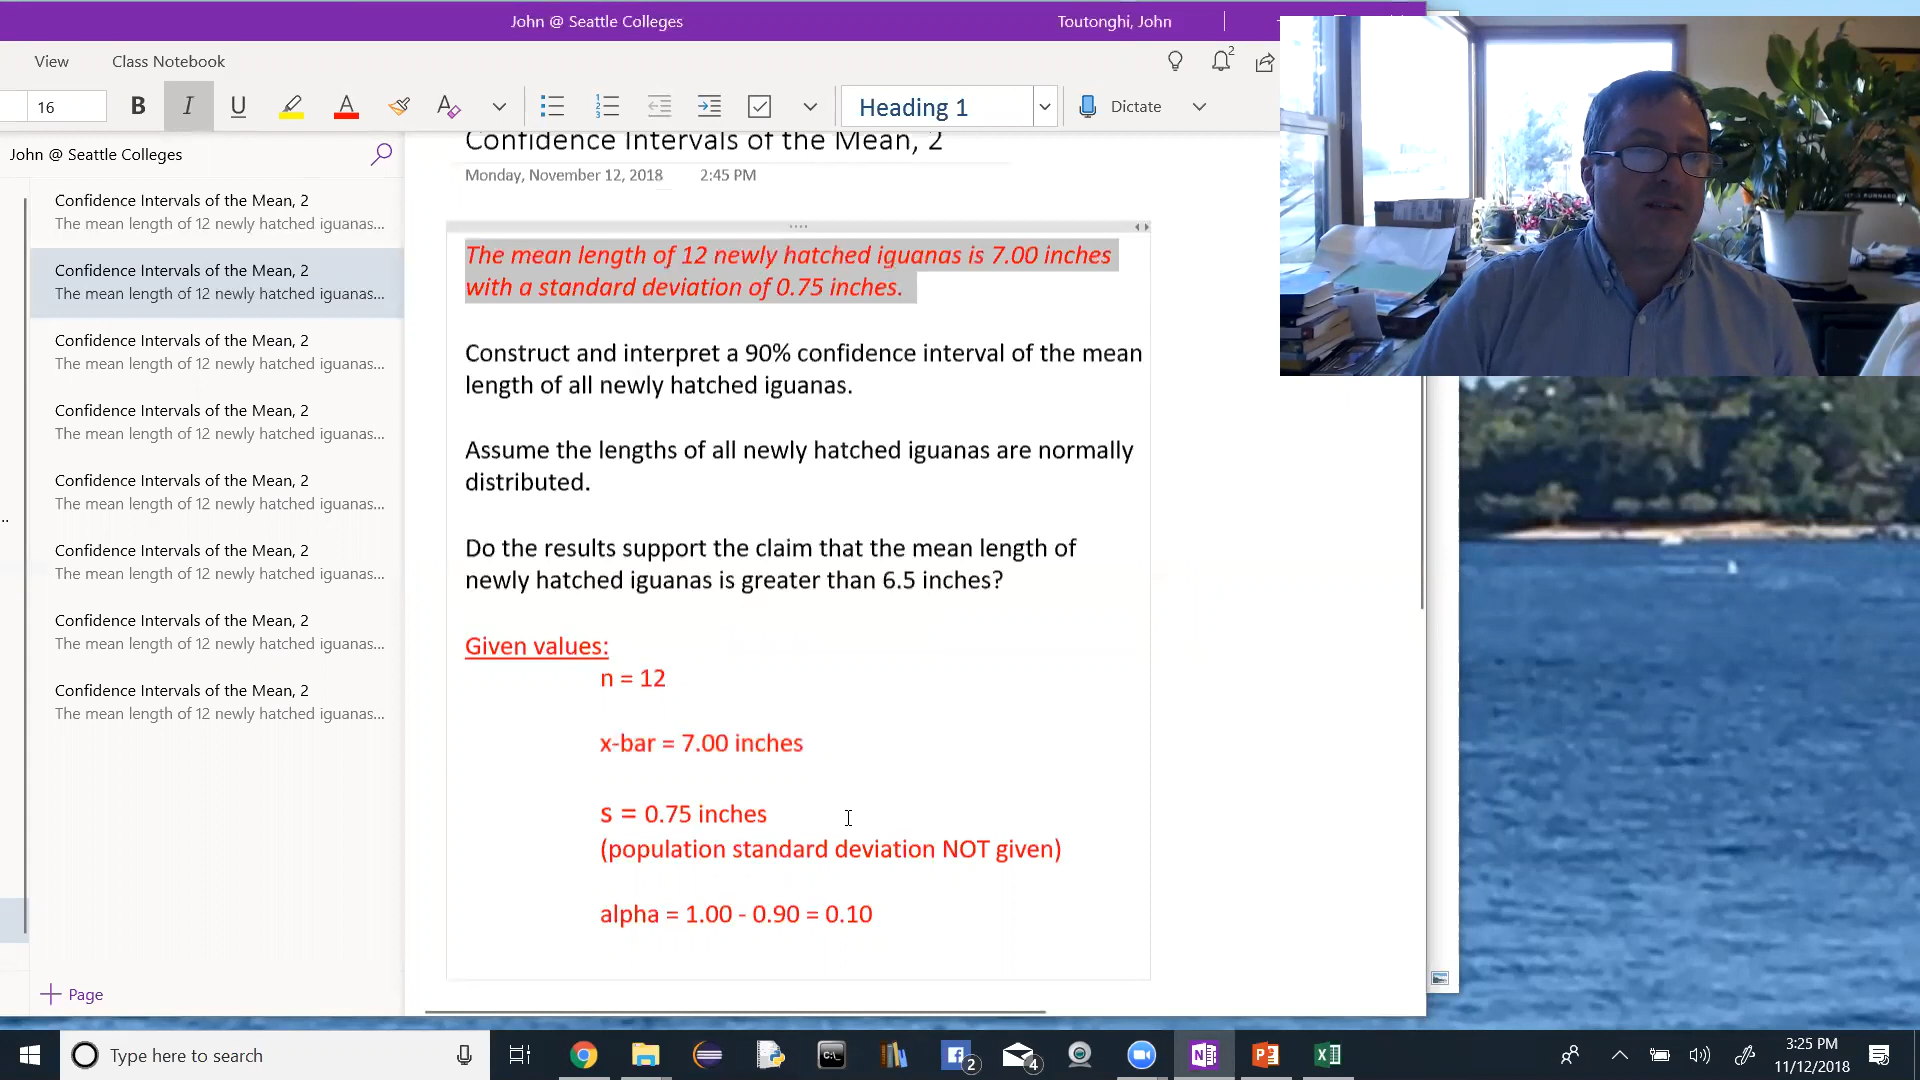 John @ Seattle Colleges
Toutonghi, John
View
Class Notebook
2
16
B
I
U
A
A
Heading 1
Dictate
John @ Seattle Colleges
Confidence Intervals of the Mean, 2
The mean length of 12 newly hatched iguanas...
Confidence Intervals of the Mean, 2
The mean length of 12 newly hatched iguanas...
Confidence Intervals of the Mean, 2
The mean length of 12 newly hatched iguanas...
Confidence Intervals of the Mean, 2
The mean length of 12 newly hatched iguanas...
Confidence Intervals of the Mean, 2
The mean length of 12 newly hatched iguanas...
Confidence Intervals of the Mean, 2
The mean length of 12 newly hatched iguanas...
Confidence Intervals of the Mean, 2
The mean length of 12 newly hatched iguanas...
Confidence Intervals of the Mean, 2
The mean length of 12 newly hatched iguanas...
Page
Confidence Intervals of the Mean, 2
Monday, November 12, 2018 2:45 PM
The mean length of 12 newly hatched iguanas is 7.00 inches
with a standard deviation of 0.75 inches.
Construct and interpret a 90% confidence interval of the mean
length of all newly hatched iguanas.
Assume the lengths of all newly hatched iguanas are normally
distributed.
Do the results support the claim that the mean length of
newly hatched iguanas is greater than 6.5 inches?
Given values:
n = 12
x-bar = 7.00 inches
s = 0.75 inches
(population standard deviation NOT given)
alpha = 1.00 - 0.90 = 0.10
Type here to search
2
4
3:25 PM
11/12/2018